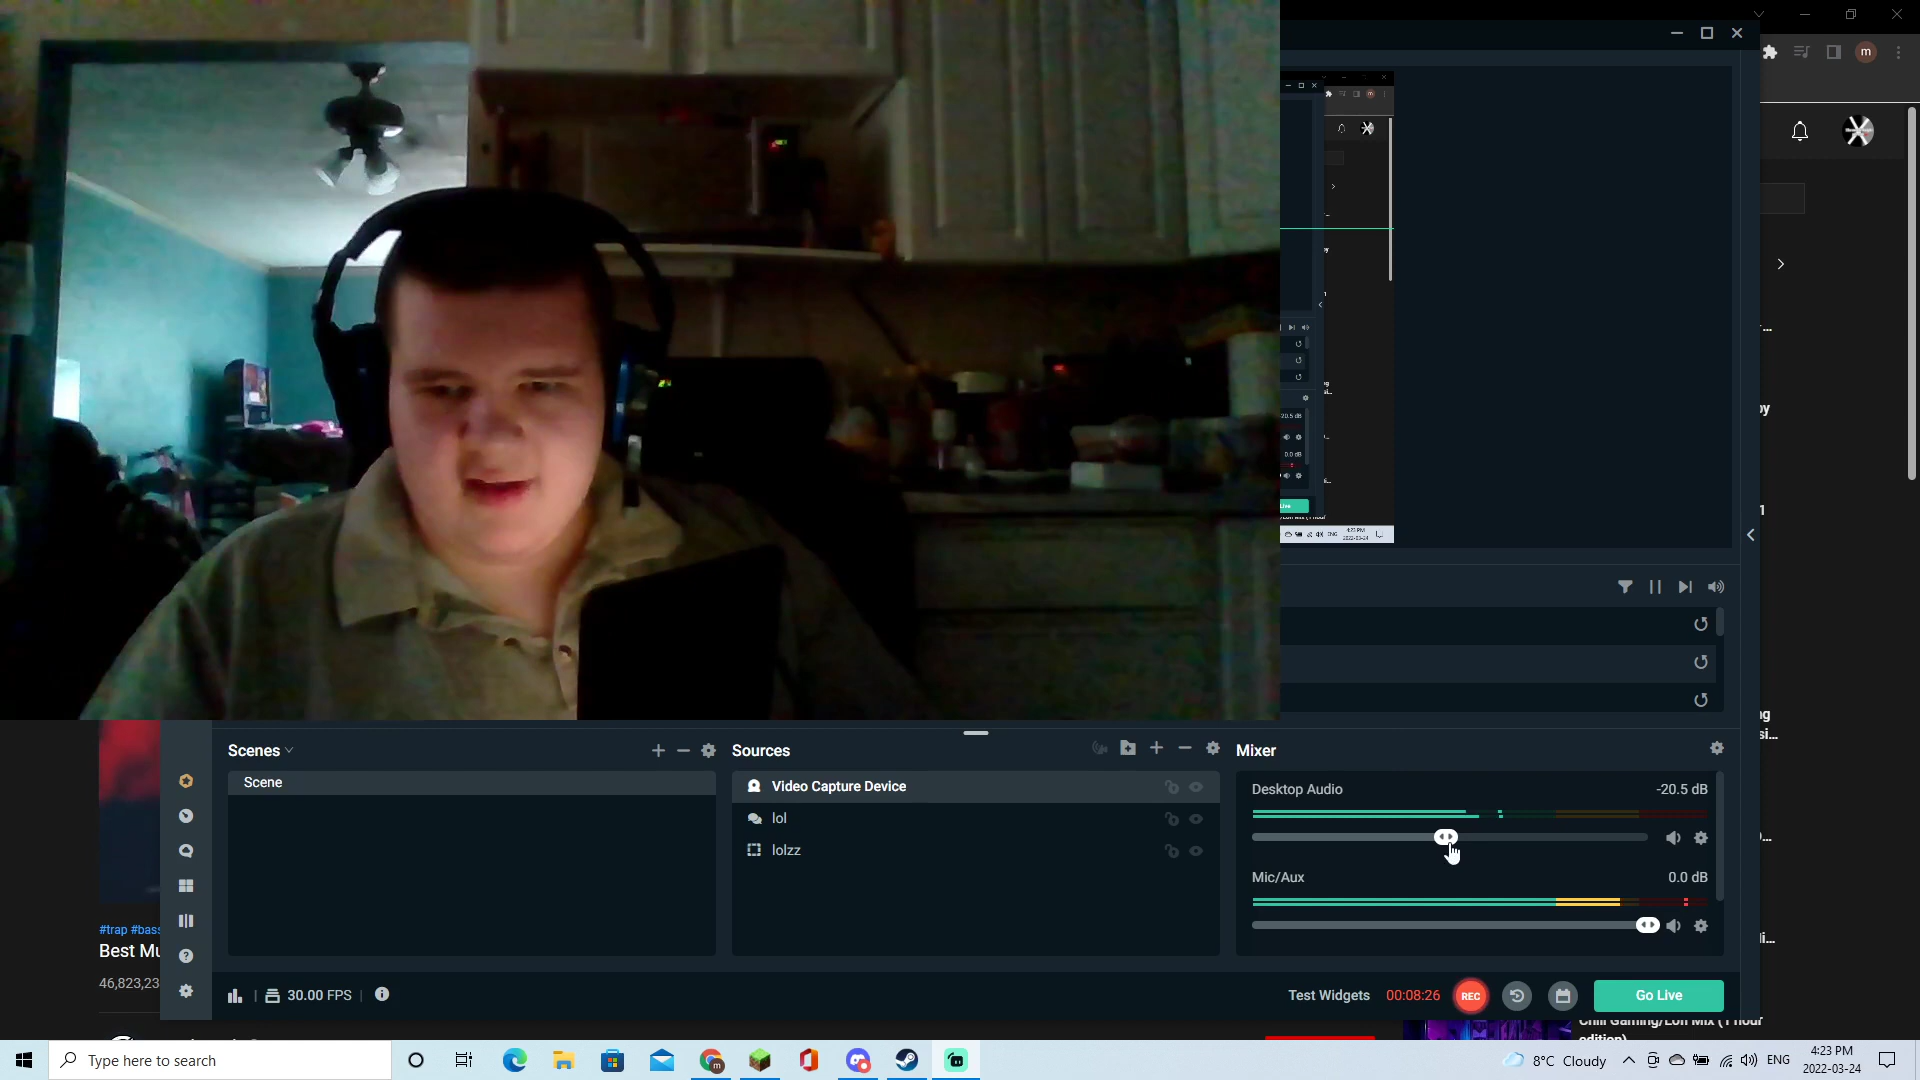 m
Scenes
Sources
Mixer
Scene
Video Capture Device
lol
lolzz
Desktop Audio
-20.5 dB
Mic/Aux
0.0 dB
#trap #bass
Best Mu
46,823,23
30.00 FPS
Test Widgets
00:08:26
REC
Go Live
Chill Gaming/Lofi Mix (1 hour
edition)
Type here to search
8°C Cloudy
ENG
4:23 PM
2022-03-24